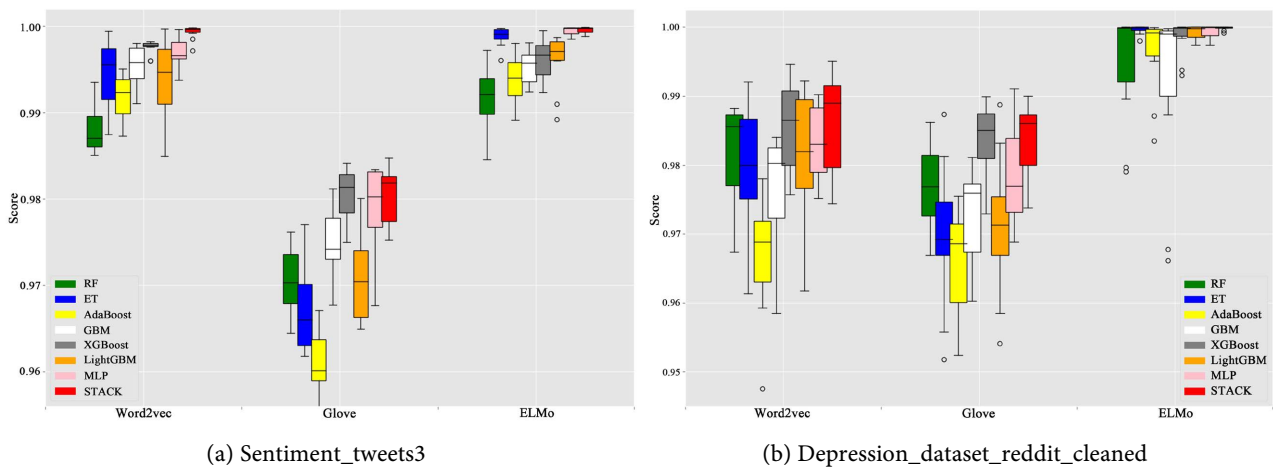 1.00
0.99
0.98
0.97
0.96
Score
RF
ET
AdaBoost
GBM
XGBoost
LightGBM
MLP
STACK
Word2vec Glove ELMo
(a) Sentiment_tweets3
1.00
0.99
0.98
0.97
0.96
0.95
Score
RF
ET
AdaBoost
GBM
XGBoost
LightGBM
MLP
STACK
Word2vec Glove ELMo
(b) Depression_dataset_reddit_cleaned